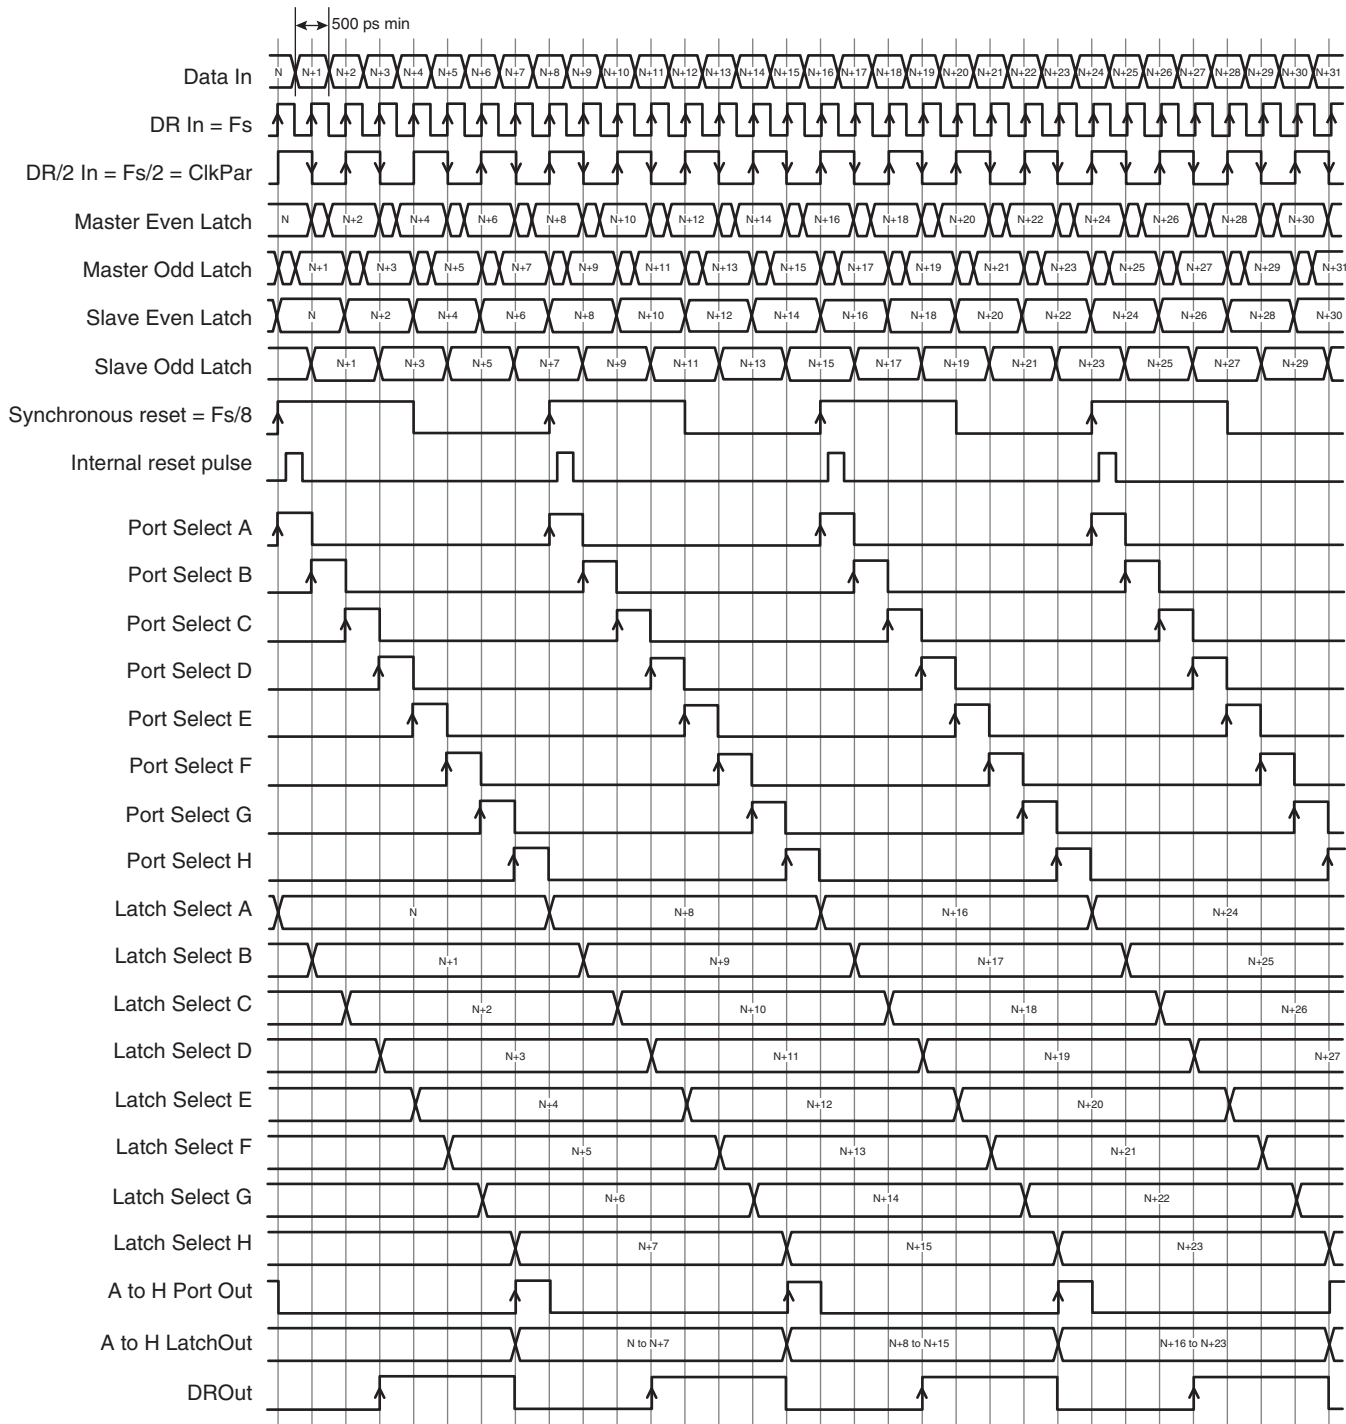 500 ps min
Data In N N+1 N+2 N+3 N+4 N+5 N+6 N+7 N+8 N+9 N+10 N+11 N+12 N+13 N+14 N+15 N+16 N+17 N+18 N+19 N+20 N+21 N+22 N+23 N+24 N+25 N+26 N+27 N+28 N+29 N+30 N+31
DR In = Fs
DR/2 In = Fs/2 = ClkPar
Master Even Latch N N+2 N+4 N+6 N+8 N+10 N+12 N+14 N+16 N+18 N+20 N+22 N+24 N+26 N+28 N+30
Master Odd Latch N+1 N+3 N+5 N+7 N+9 N+11 N+13 N+15 N+17 N+19 N+21 N+23 N+25 N+27 N+29 N+31
Slave Even Latch N N+2 N+4 N+6 N+8 N+10 N+12 N+14 N+16 N+18 N+20 N+22 N+24 N+26 N+28 N+30
Slave Odd Latch N+1 N+3 N+5 N+7 N+9 N+11 N+13 N+15 N+17 N+19 N+21 N+23 N+25 N+27 N+29
Synchronous reset = Fs/8
Internal reset pulse
Port Select A
Port Select B
Port Select C
Port Select D
Port Select E
Port Select F
Port Select G
Port Select H
Latch Select A N N+8 N+16 N+24
Latch Select B N+1 N+9 N+17 N+25
Latch Select C N+2 N+10 N+18 N+26
Latch Select D N+3 N+11 N+19 N+27
Latch Select E N+4 N+12 N+20
Latch Select F N+5 N+13 N+21
Latch Select G N+6 N+14 N+22
Latch Select H N+7 N+15 N+23
A to H Port Out
A to H LatchOut N to N+7 N+8 to N+15 N+16 to N+23
DROut